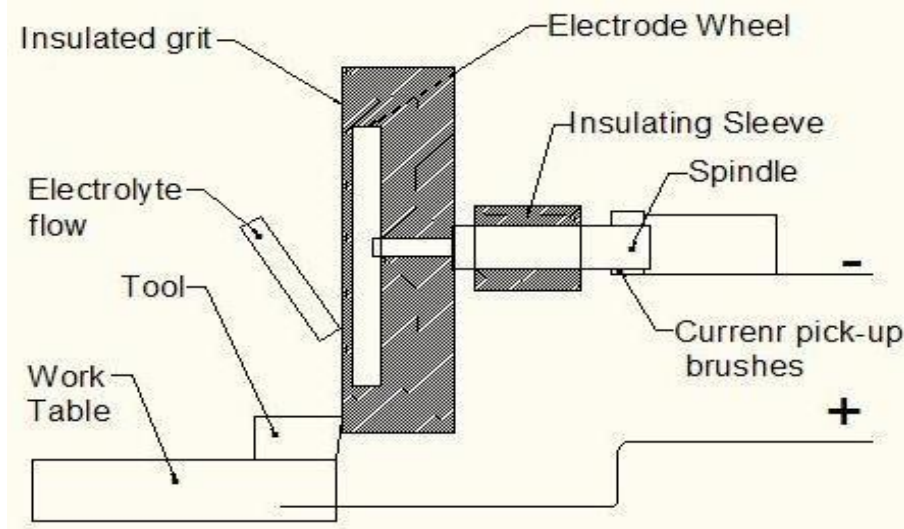 Insulated grit
Electrode Wheel
Insulating Sleeve
Spindle
Electrolyte
flow
-
Tool
Currenr pick-up
brushes
Work
Table
+